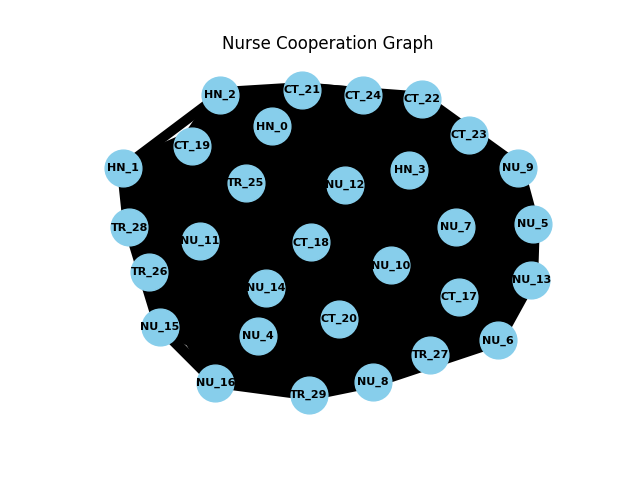 Nurse Cooperation Graph
CT_21
HN_2
CT_24
CT_22
HN_0
CT_23
CT_19
HN_1
HN_3
NU_9
TR_25
NU_12
NU_5
TR_28
NU_7
NU_11
CT_18
NU_10
TR_26
NU_13
NU_14
CT_17
CT_20
NU_15
NU_4
NU_6
TR_27
NU_8
NU_16
TR_29